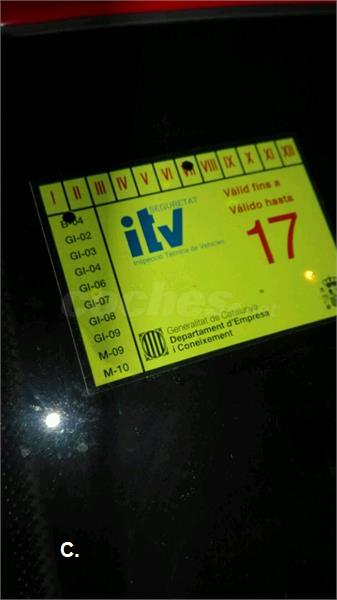 I II III IV V VI VII VIII IX X XI XII
B-04
GI-02
GI-03
GI-04
GI-06
GI-07
GI-08
GI-09
M-09
M-10
SEGURETAT
itv
Inspecció Tècnica de Vehicles
Vàlid fins a
Válido hasta
17
Generalitat de Catalunya
Departament d'Empresa
i Coneixement
coches.net
C.